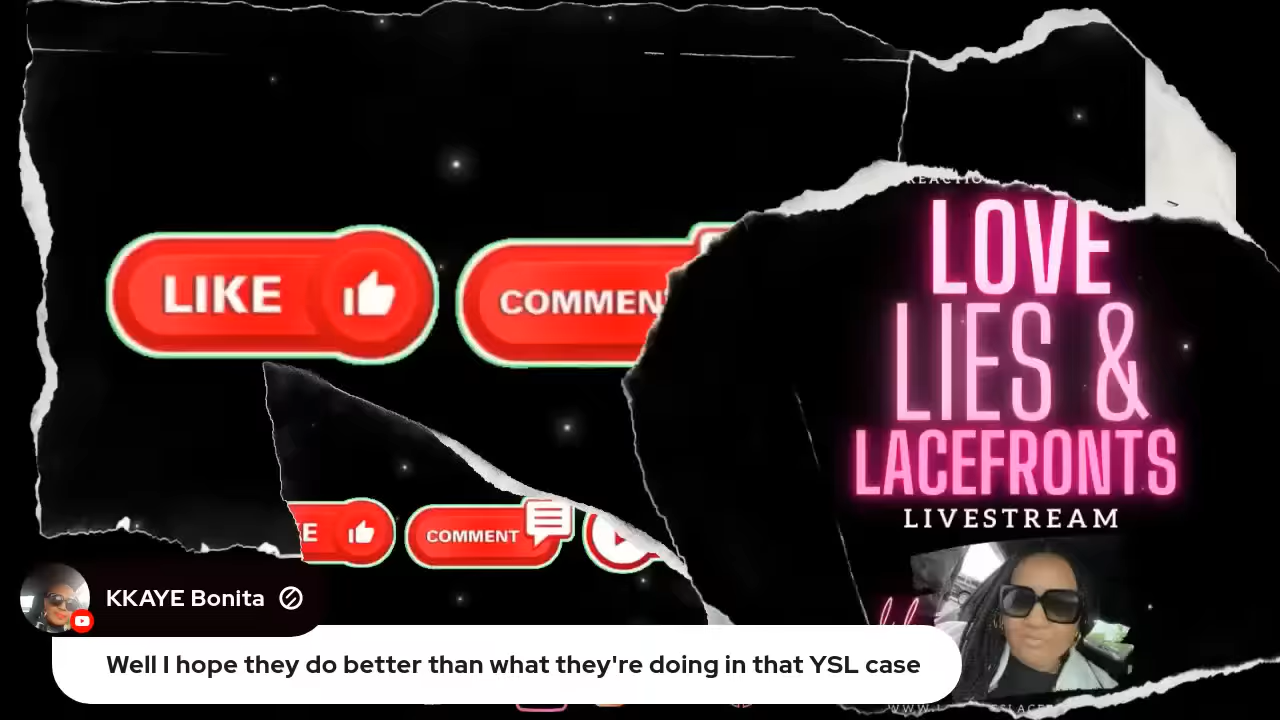 REACTIO
LOVE
LIES &
LACEFRONTS
LIVESTREAM
LIKE
COMMEN
E
COMMENT
KKAYE Bonita
Well I hope they do better than what they're doing in that YSL case